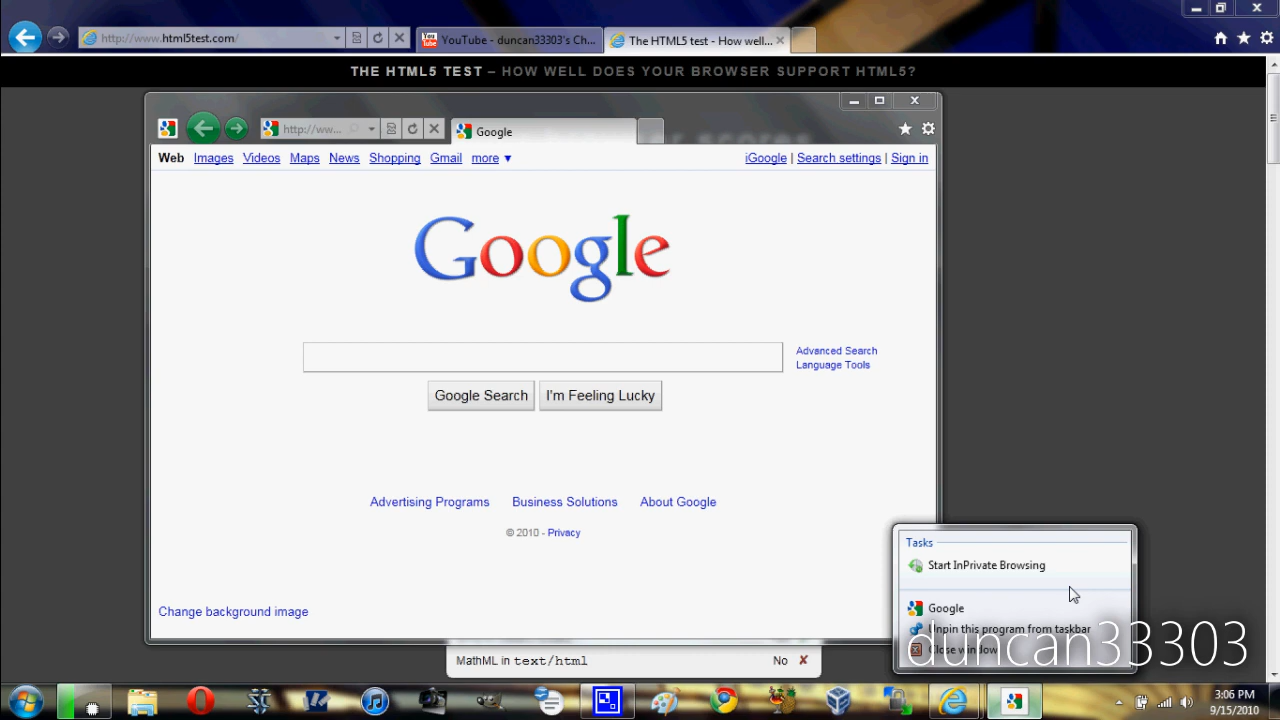 http://www.html5test.com/
YouTube - duncan33303's Ch...
The HTML5 test - How well...
THE HTML5 TEST – HOW WELL DOES YOUR BROWSER SUPPORT HTML5?
http://ww...
Google
Web Images Videos Maps News Shopping Gmail more ▼
iGoogle | Search settings | Sign in
Google
Advanced Search
Language Tools
Google Search
I'm Feeling Lucky
Advertising Programs Business Solutions About Google
© 2010 - Privacy
Change background image
Tasks
Start InPrivate Browsing
Google
Unpin this program from taskbar
Close window
duncan33303
MathML in text/html No ✘
3:06 PM
9/15/2010